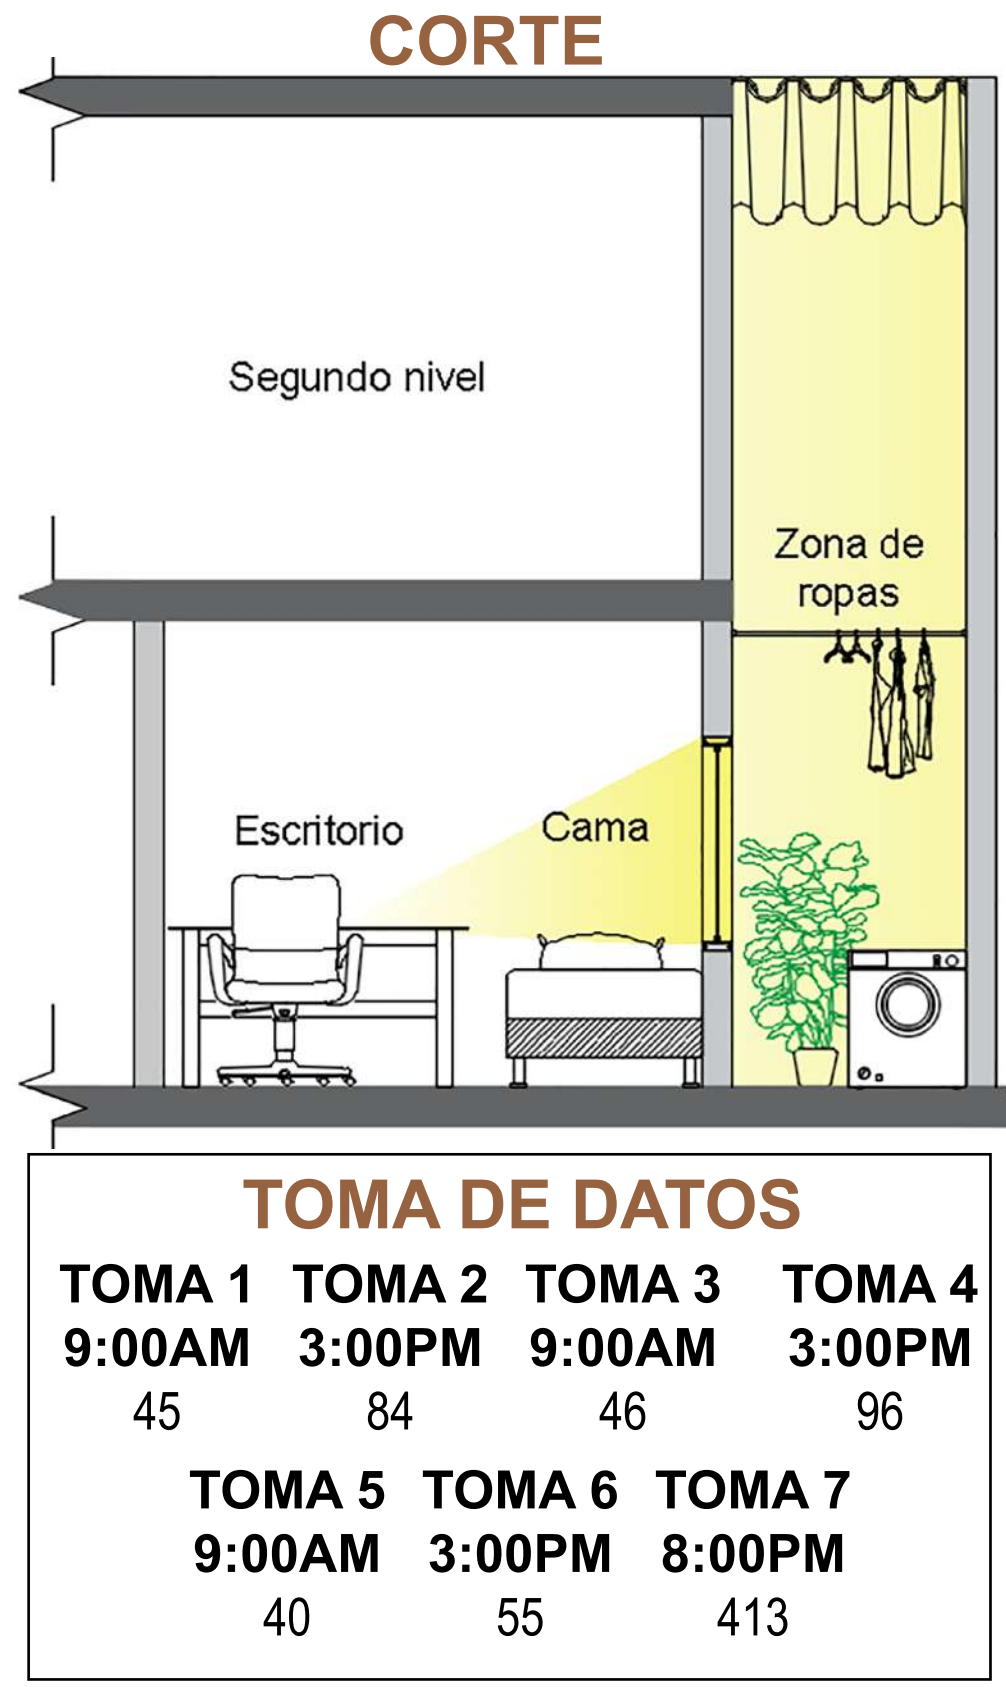 CORTE
Segundo nivel
Zona de
ropas
Escritorio
Cama
TOMA DE DATOS
TOMA 1 TOMA 2 TOMA 3 TOMA 4
9:00AM 3:00PM 9:00AM 3:00PM
45 84 46 96
TOMA 5 TOMA 6 TOMA 7
9:00AM 3:00PM 8:00PM
40 55 413